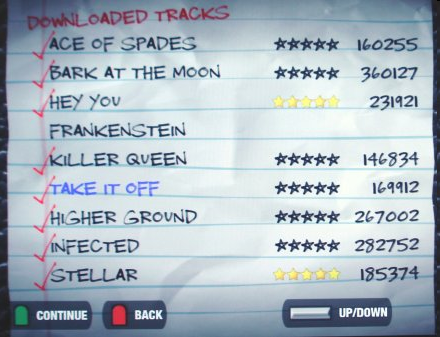 DOWNLOADED TRACKS
ACE OF SPADES 160255
BARK AT THE MOON 360127
HEY YOU 231921
FRANKENSTEIN
KILLER QUEEN 146834
TAKE IT OFF 169912
HIGHER GROUND 267002
INFECTED 282752
STELLAR 185374
CONTINUE BACK UP/DOWN